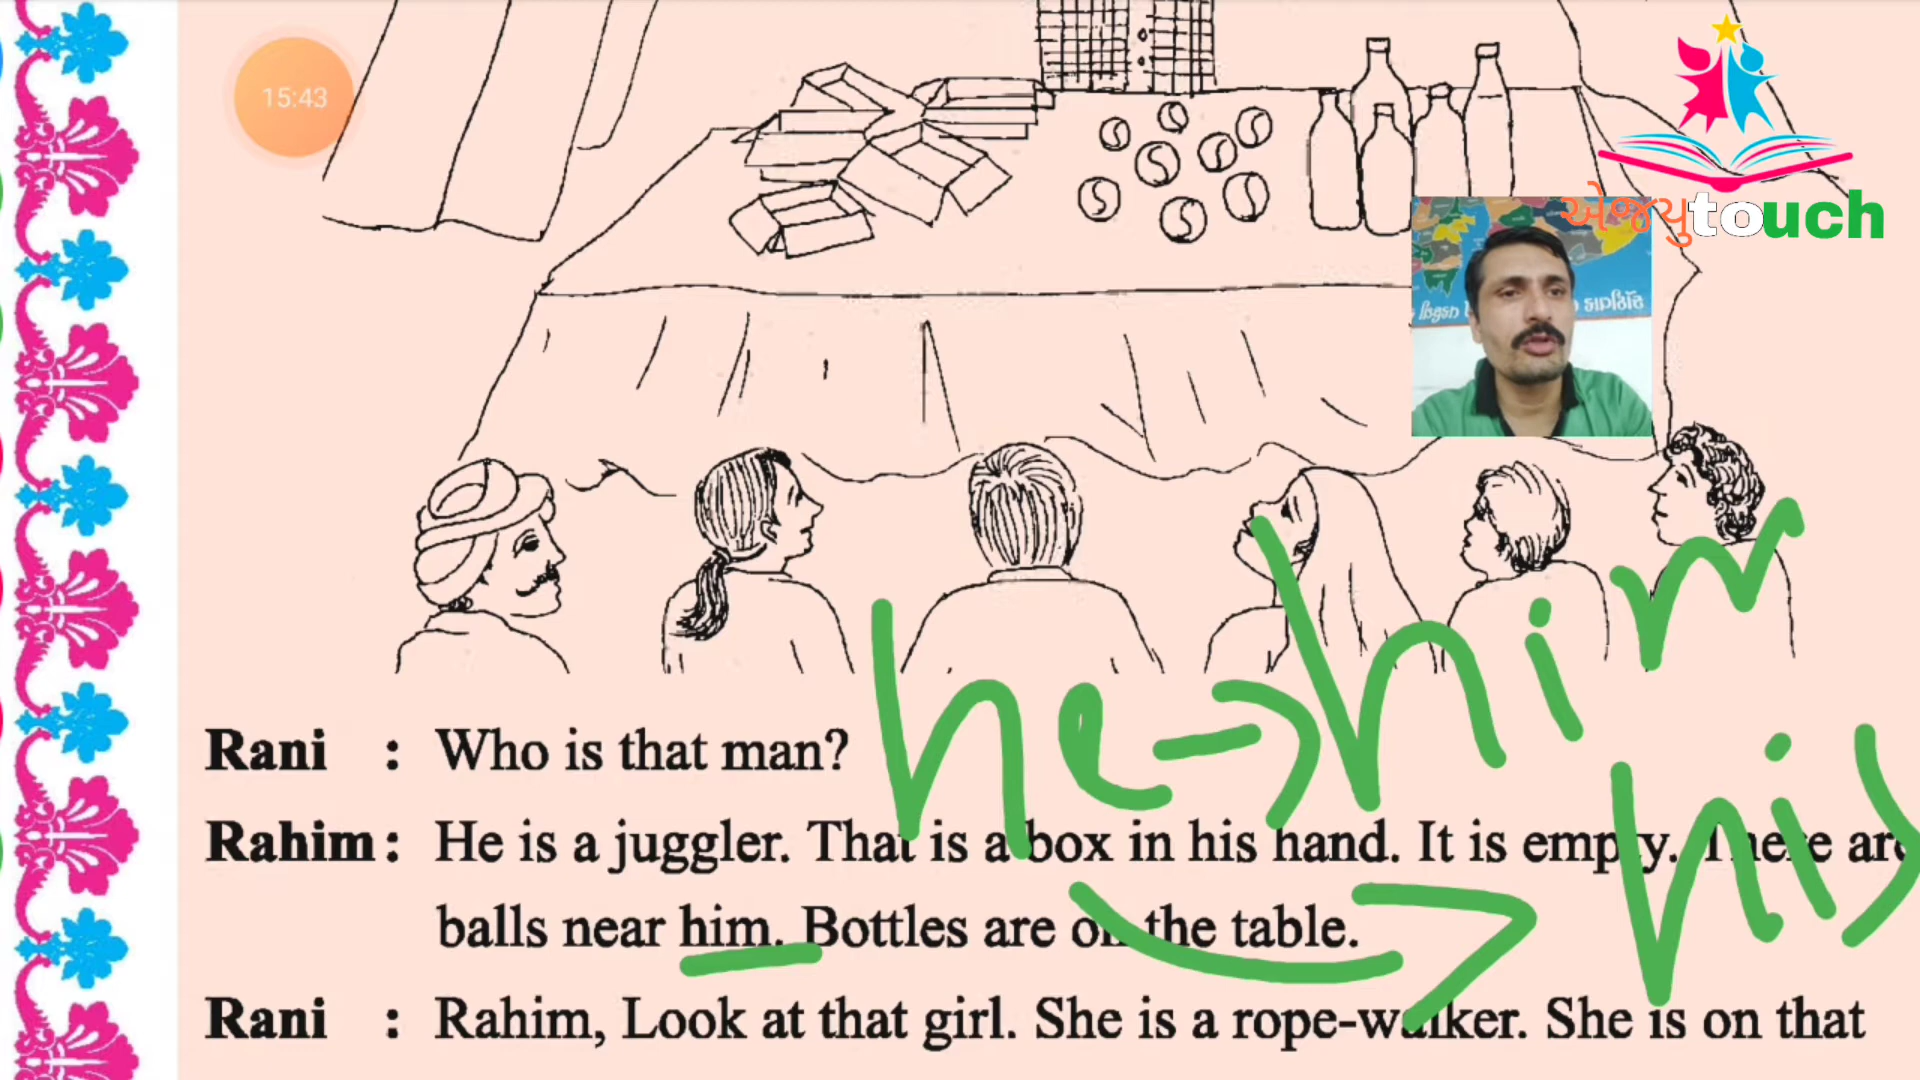 15:43
એજ્યુtouch
he → him
his
Rani : Who is that man?
Rahim : He is a juggler. That is a box in his hand. It is empty. There are
balls near him. Bottles are on the table.
Rani : Rahim, Look at that girl. She is a rope-walker. She is on that